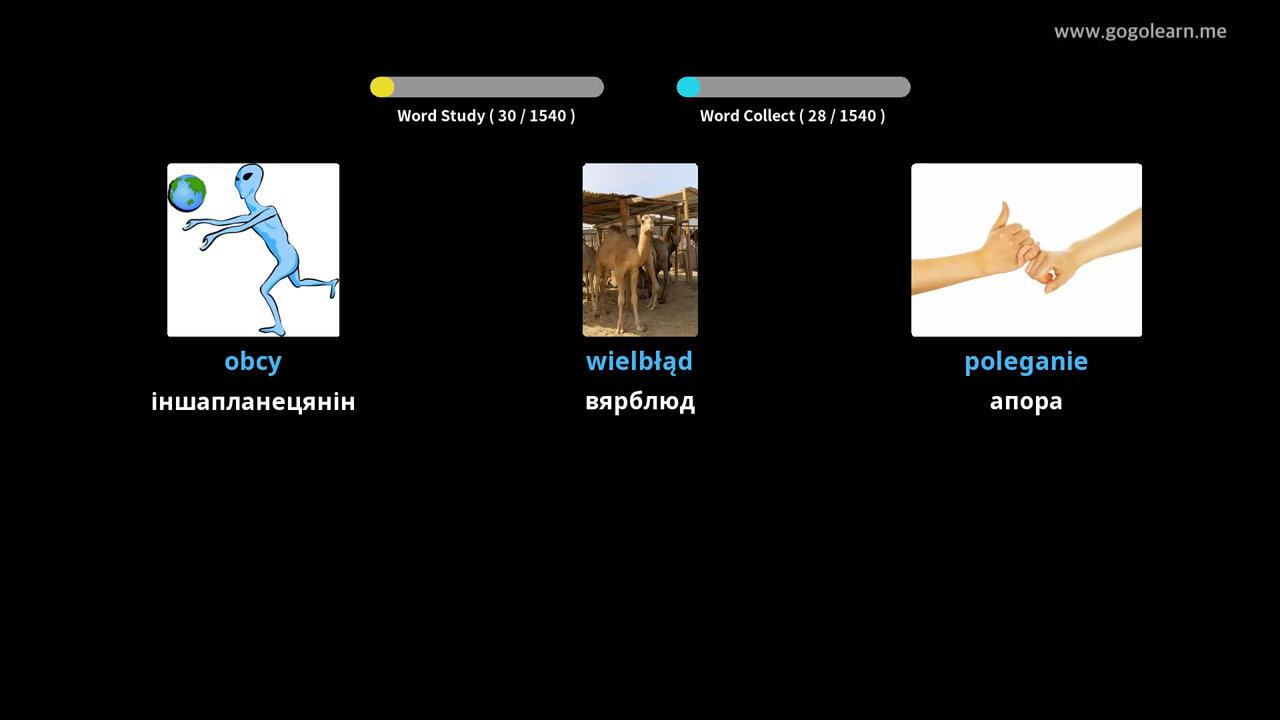 www.gogolearn.me
Word Study ( 30 / 1540 )
Word Collect ( 28 / 1540 )
obcy
wielbłąd
poleganie
іншапланецянін
вярблюд
апора